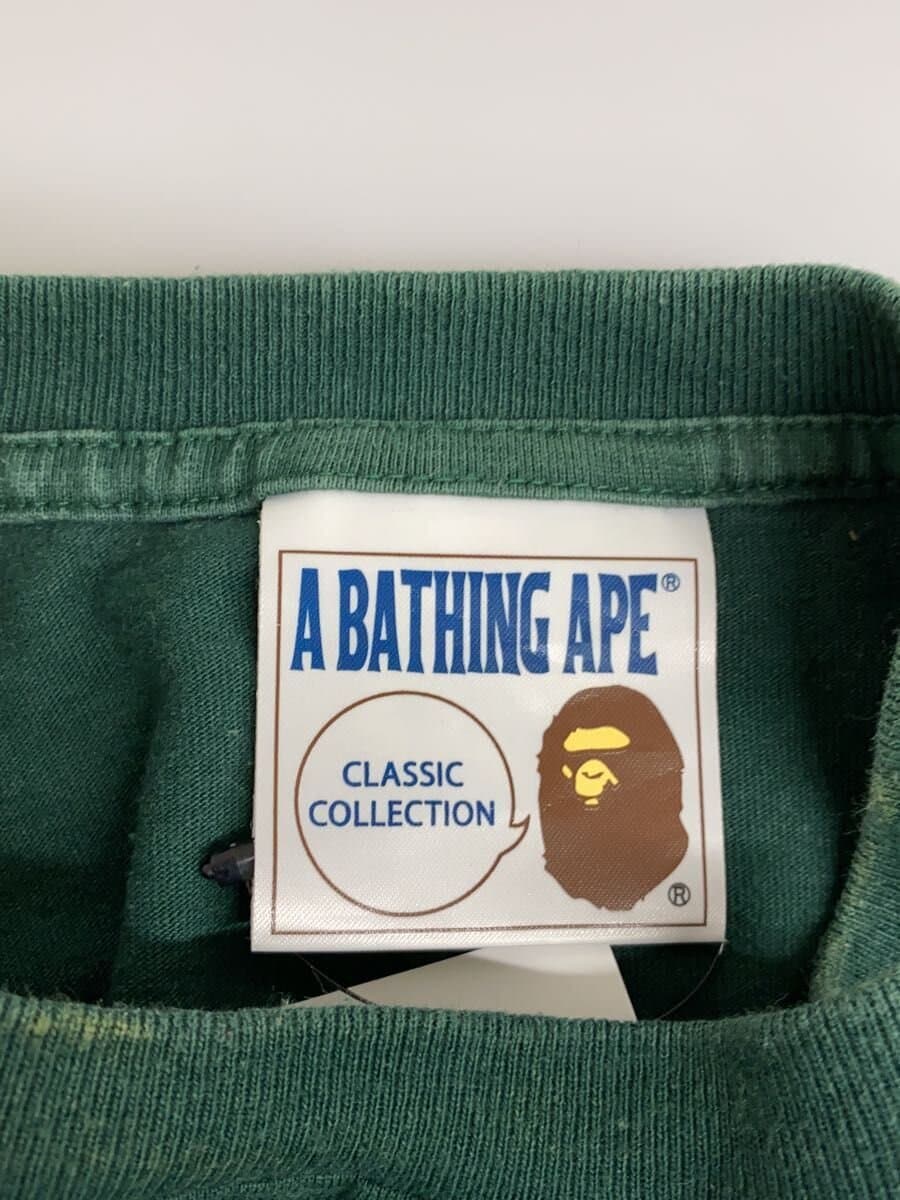 A BATHING APE®
CLASSIC
COLLECTION
®